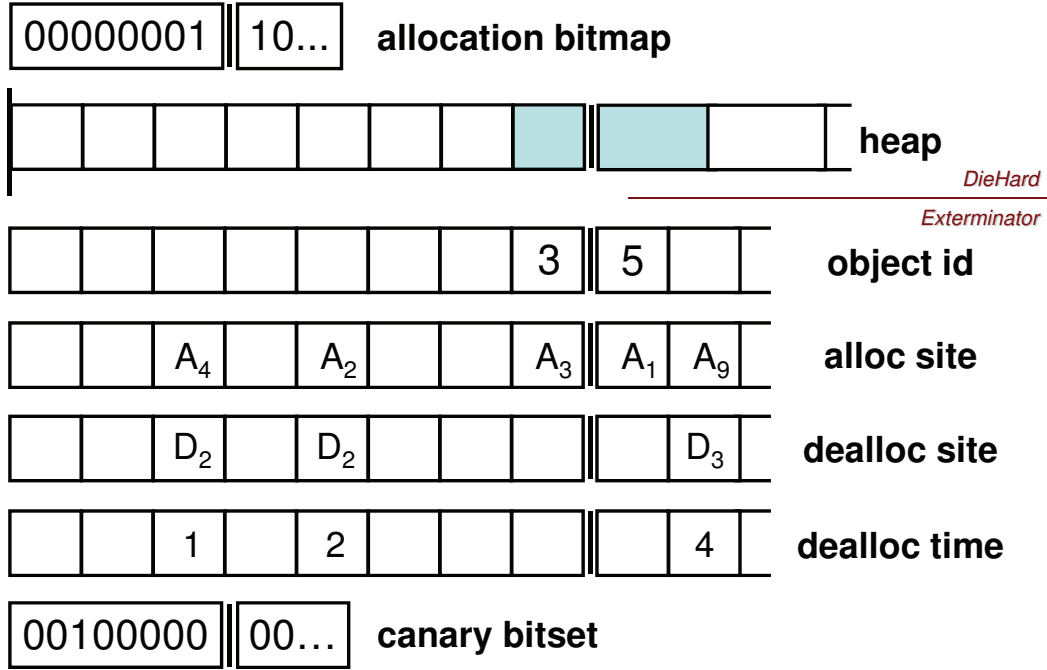 00000001 10... allocation bitmap
heap
DieHard
Exterminator
3 5 object id
A4 A2 A3 A1 A9 alloc site
D2 D2 D3 dealloc site
1 2 4 dealloc time
00100000 00... canary bitset